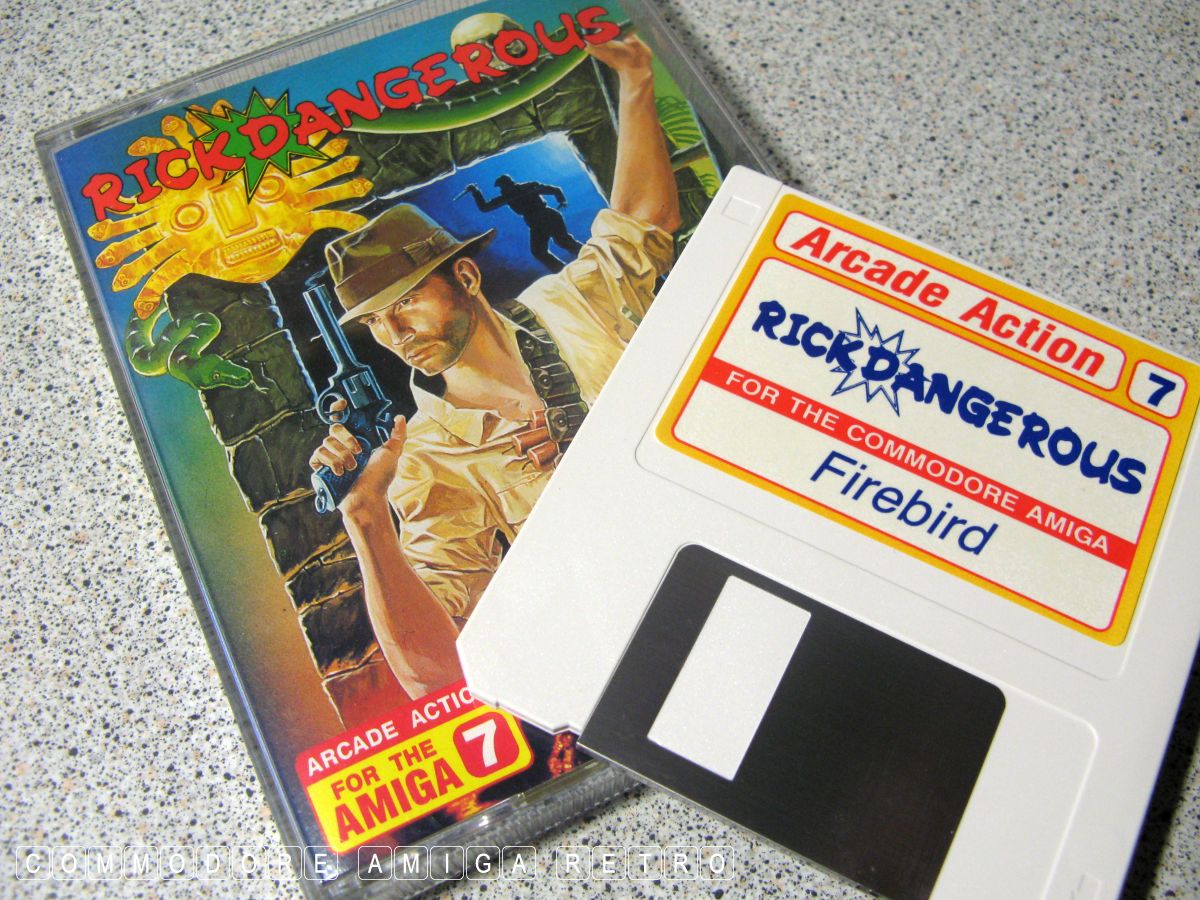 RICK DANGEROUS
ARCADE ACTION
FOR THE
AMIGA
7
Arcade Action
7
RICK DANGEROUS
FOR THE COMMODORE AMIGA
Firebird
COMMODORE AMIGA RETRO